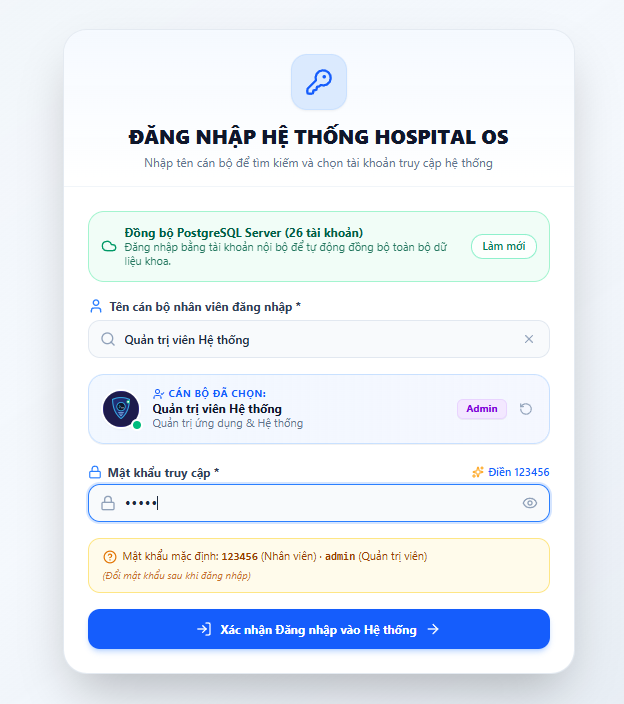 ĐĂNG NHẬP HỆ THỐNG HOSPITAL OS
Nhập tên cán bộ để tìm kiếm và chọn tài khoản truy cập hệ thống
Đồng bộ PostgreSQL Server (26 tài khoản)
Đăng nhập bằng tài khoản nội bộ để tự động đồng bộ toàn bộ dữ
liệu khoa.
Làm mới
Tên cán bộ nhân viên đăng nhập *
Quản trị viên Hệ thống
CÁN BỘ ĐÃ CHỌN:
Quản trị viên Hệ thống
Quản trị ứng dụng & Hệ thống
Admin
Mật khẩu truy cập *
Điền 123456
•••••
Mật khẩu mặc định: 123456 (Nhân viên) · admin (Quản trị viên)
(Đổi mật khẩu sau khi đăng nhập)
Xác nhận Đăng nhập vào Hệ thống